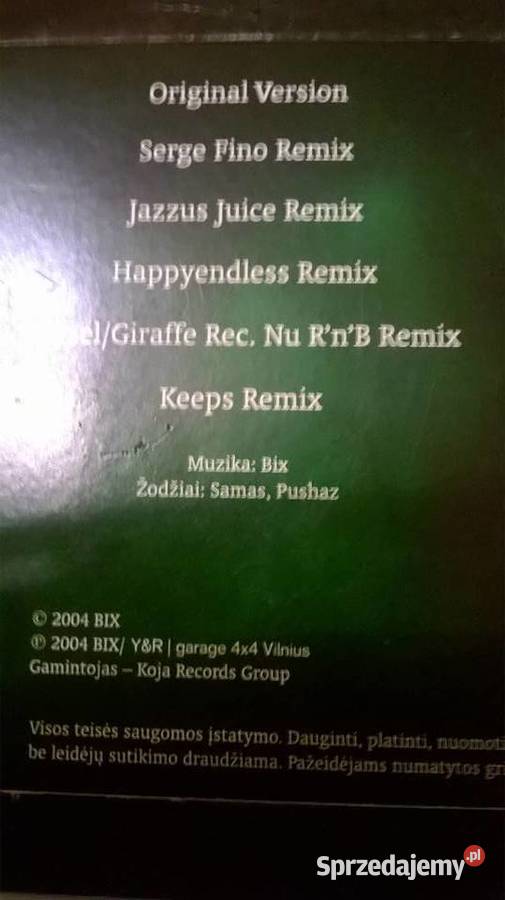 Original Version
Serge Fino Remix
Jazzus Juice Remix
Happyendless Remix
Rec. Nu R'n'B Remix
Keeps Remix
Muzika: Bix
Žodžiai: Samas, Pushaz
© 2004 BIX
℗ 2004 BIX/ Y&R | garage 4x4 Vilnius
Gamintojas – Koja Records Group
Visos teisės saugomos įstatymo. Dauginti, platinti, nuomoti
be leidėjų sutikimo draudžiama. Pažeidėjams numatytos
Sprzedajemy.pl